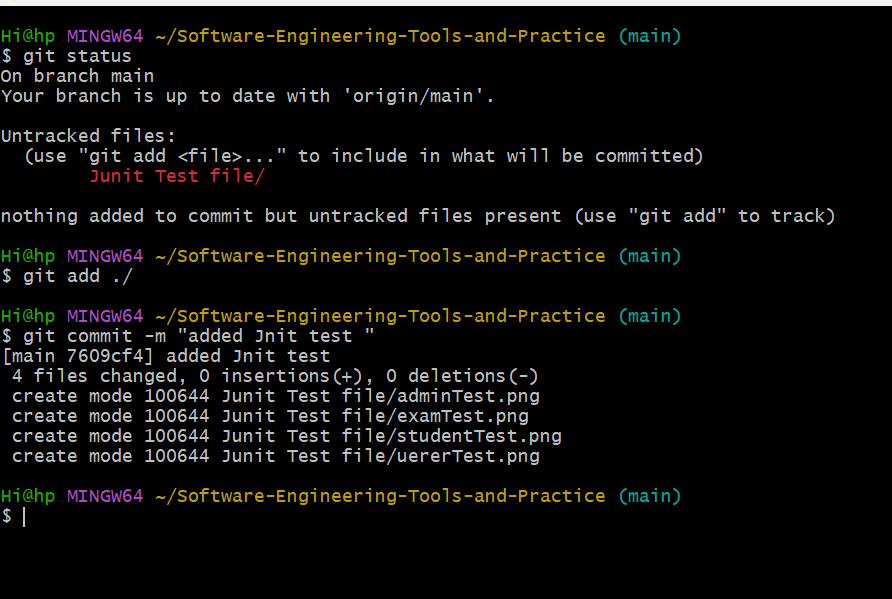 Hi@hp MINGW64 ~/Software-Engineering-Tools-and-Practice (main)
$ git status
On branch main
Your branch is up to date with 'origin/main'.
Untracked files:
(use "git add <file>..." to include in what will be committed)
Junit Test file/
nothing added to commit but untracked files present (use "git add" to track)
Hi@hp MINGW64 ~/Software-Engineering-Tools-and-Practice (main)
$ git add ./
Hi@hp MINGW64 ~/Software-Engineering-Tools-and-Practice (main)
$ git commit -m "added Jnit test "
[main 7609cf4] added Jnit test
4 files changed, 0 insertions(+), 0 deletions(-)
create mode 100644 Junit Test file/adminTest.png
create mode 100644 Junit Test file/examTest.png
create mode 100644 Junit Test file/studentTest.png
create mode 100644 Junit Test file/uererTest.png
Hi@hp MINGW64 ~/Software-Engineering-Tools-and-Practice (main)
$